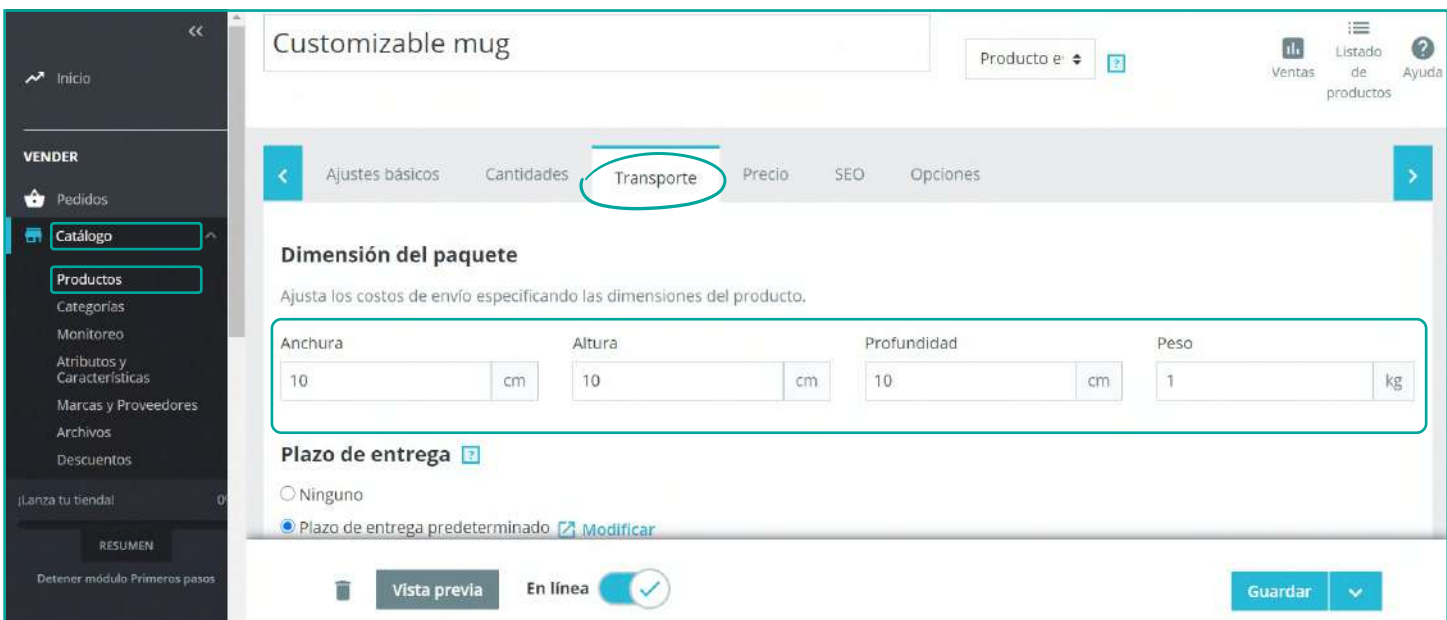 Inicio
VENDER
Pedidos
Catálogo
Productos
Categorías
Monitoreo
Atributos y
Características
Marcas y Proveedores
Archivos
Descuentos
¡Lanza tu tienda!
RESUMEN
Detener módulo Primeros pasos
Customizable mug
Producto e
?
Ventas
Listado
de
productos
?
Ayuda
Ajustes básicos Cantidades Transporte Precio SEO Opciones
Dimensión del paquete
Ajusta los costos de envío especificando las dimensiones del producto.
Anchura Altura Profundidad Peso
10 cm 10 cm 10 cm 1 kg
Plazo de entrega ?
Ninguno
Plazo de entrega predeterminado Modificar
Vista previa En línea Guardar